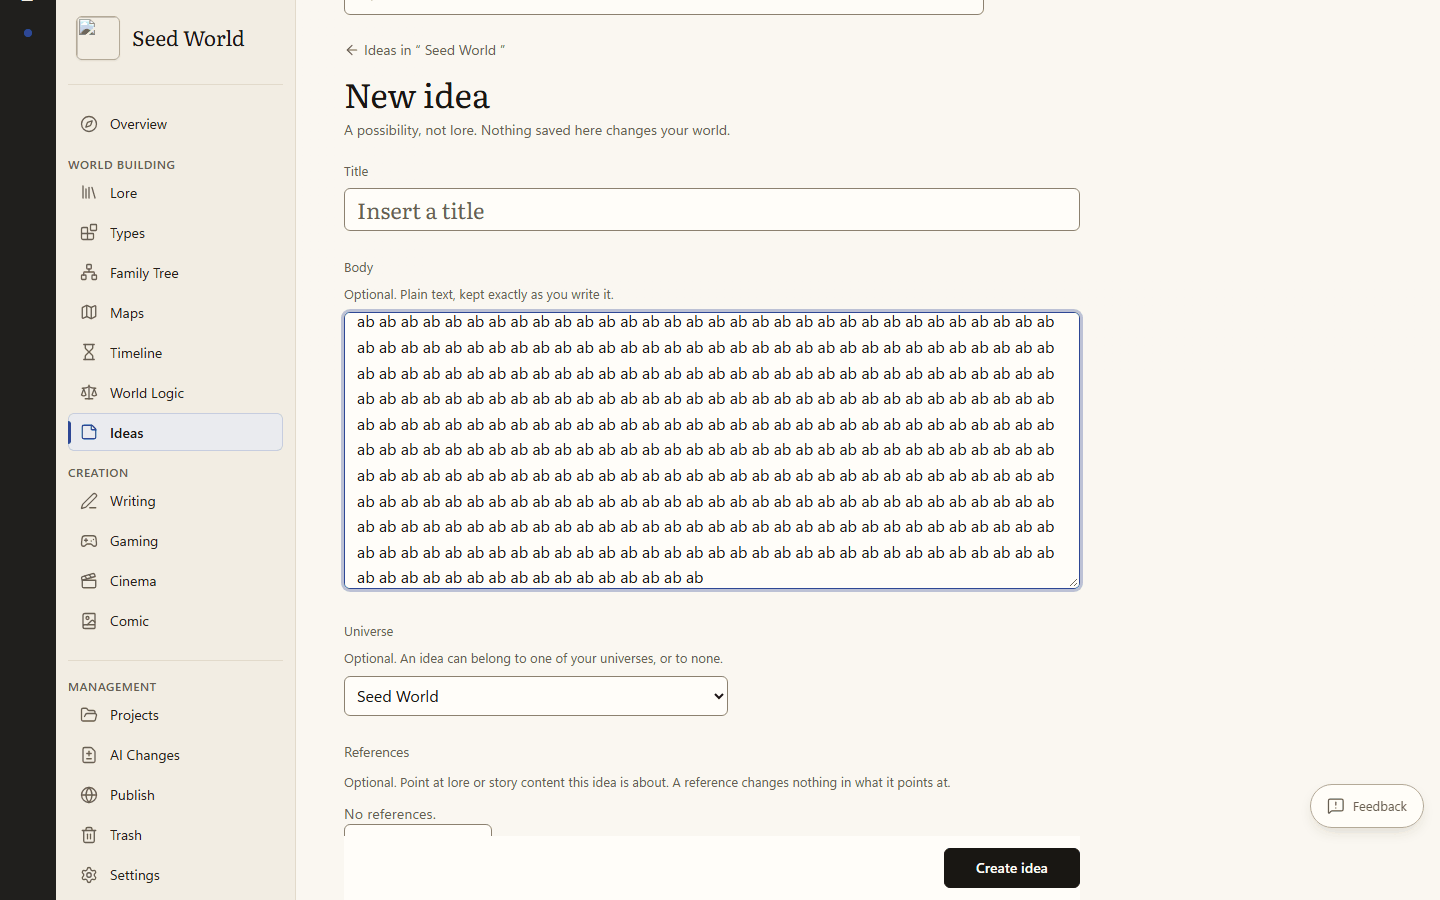 Seed World
Overview
WORLD BUILDING
Lore
Types
Family Tree
Maps
Timeline
World Logic
Ideas
CREATION
Writing
Gaming
Cinema
Comic
MANAGEMENT
Projects
AI Changes
Publish
Trash
Settings
Ideas in “ Seed World ”
New idea
A possibility, not lore. Nothing saved here changes your world.
Title
Insert a title
Body
Optional. Plain text, kept exactly as you write it.
ab ab ab ab ab ab ab ab ab ab ab ab ab ab ab ab ab ab ab ab ab ab ab ab ab ab ab ab ab ab ab ab
ab ab ab ab ab ab ab ab ab ab ab ab ab ab ab ab ab ab ab ab ab ab ab ab ab ab ab ab ab ab ab ab
ab ab ab ab ab ab ab ab ab ab ab ab ab ab ab ab ab ab ab ab ab ab ab ab ab ab ab ab ab ab ab ab
ab ab ab ab ab ab ab ab ab ab ab ab ab ab ab ab ab ab ab ab ab ab ab ab ab ab ab ab ab ab ab ab
ab ab ab ab ab ab ab ab ab ab ab ab ab ab ab ab ab ab ab ab ab ab ab ab ab ab ab ab ab ab ab ab
ab ab ab ab ab ab ab ab ab ab ab ab ab ab ab ab ab ab ab ab ab ab ab ab ab ab ab ab ab ab ab ab
ab ab ab ab ab ab ab ab ab ab ab ab ab ab ab ab ab ab ab ab ab ab ab ab ab ab ab ab ab ab ab ab
ab ab ab ab ab ab ab ab ab ab ab ab ab ab ab ab ab ab ab ab ab ab ab ab ab ab ab ab ab ab ab ab
ab ab ab ab ab ab ab ab ab ab ab ab ab ab ab ab ab ab ab ab ab ab ab ab ab ab ab ab ab ab ab ab
ab ab ab ab ab ab ab ab ab ab ab ab ab ab ab ab ab ab ab ab ab ab ab ab ab ab ab ab ab ab ab ab
ab ab ab ab ab ab ab ab ab ab ab ab ab ab ab ab
Universe
Optional. An idea can belong to one of your universes, or to none.
Seed World
References
Optional. Point at lore or story content this idea is about. A reference changes nothing in what it points at.
No references.
Create idea
Feedback